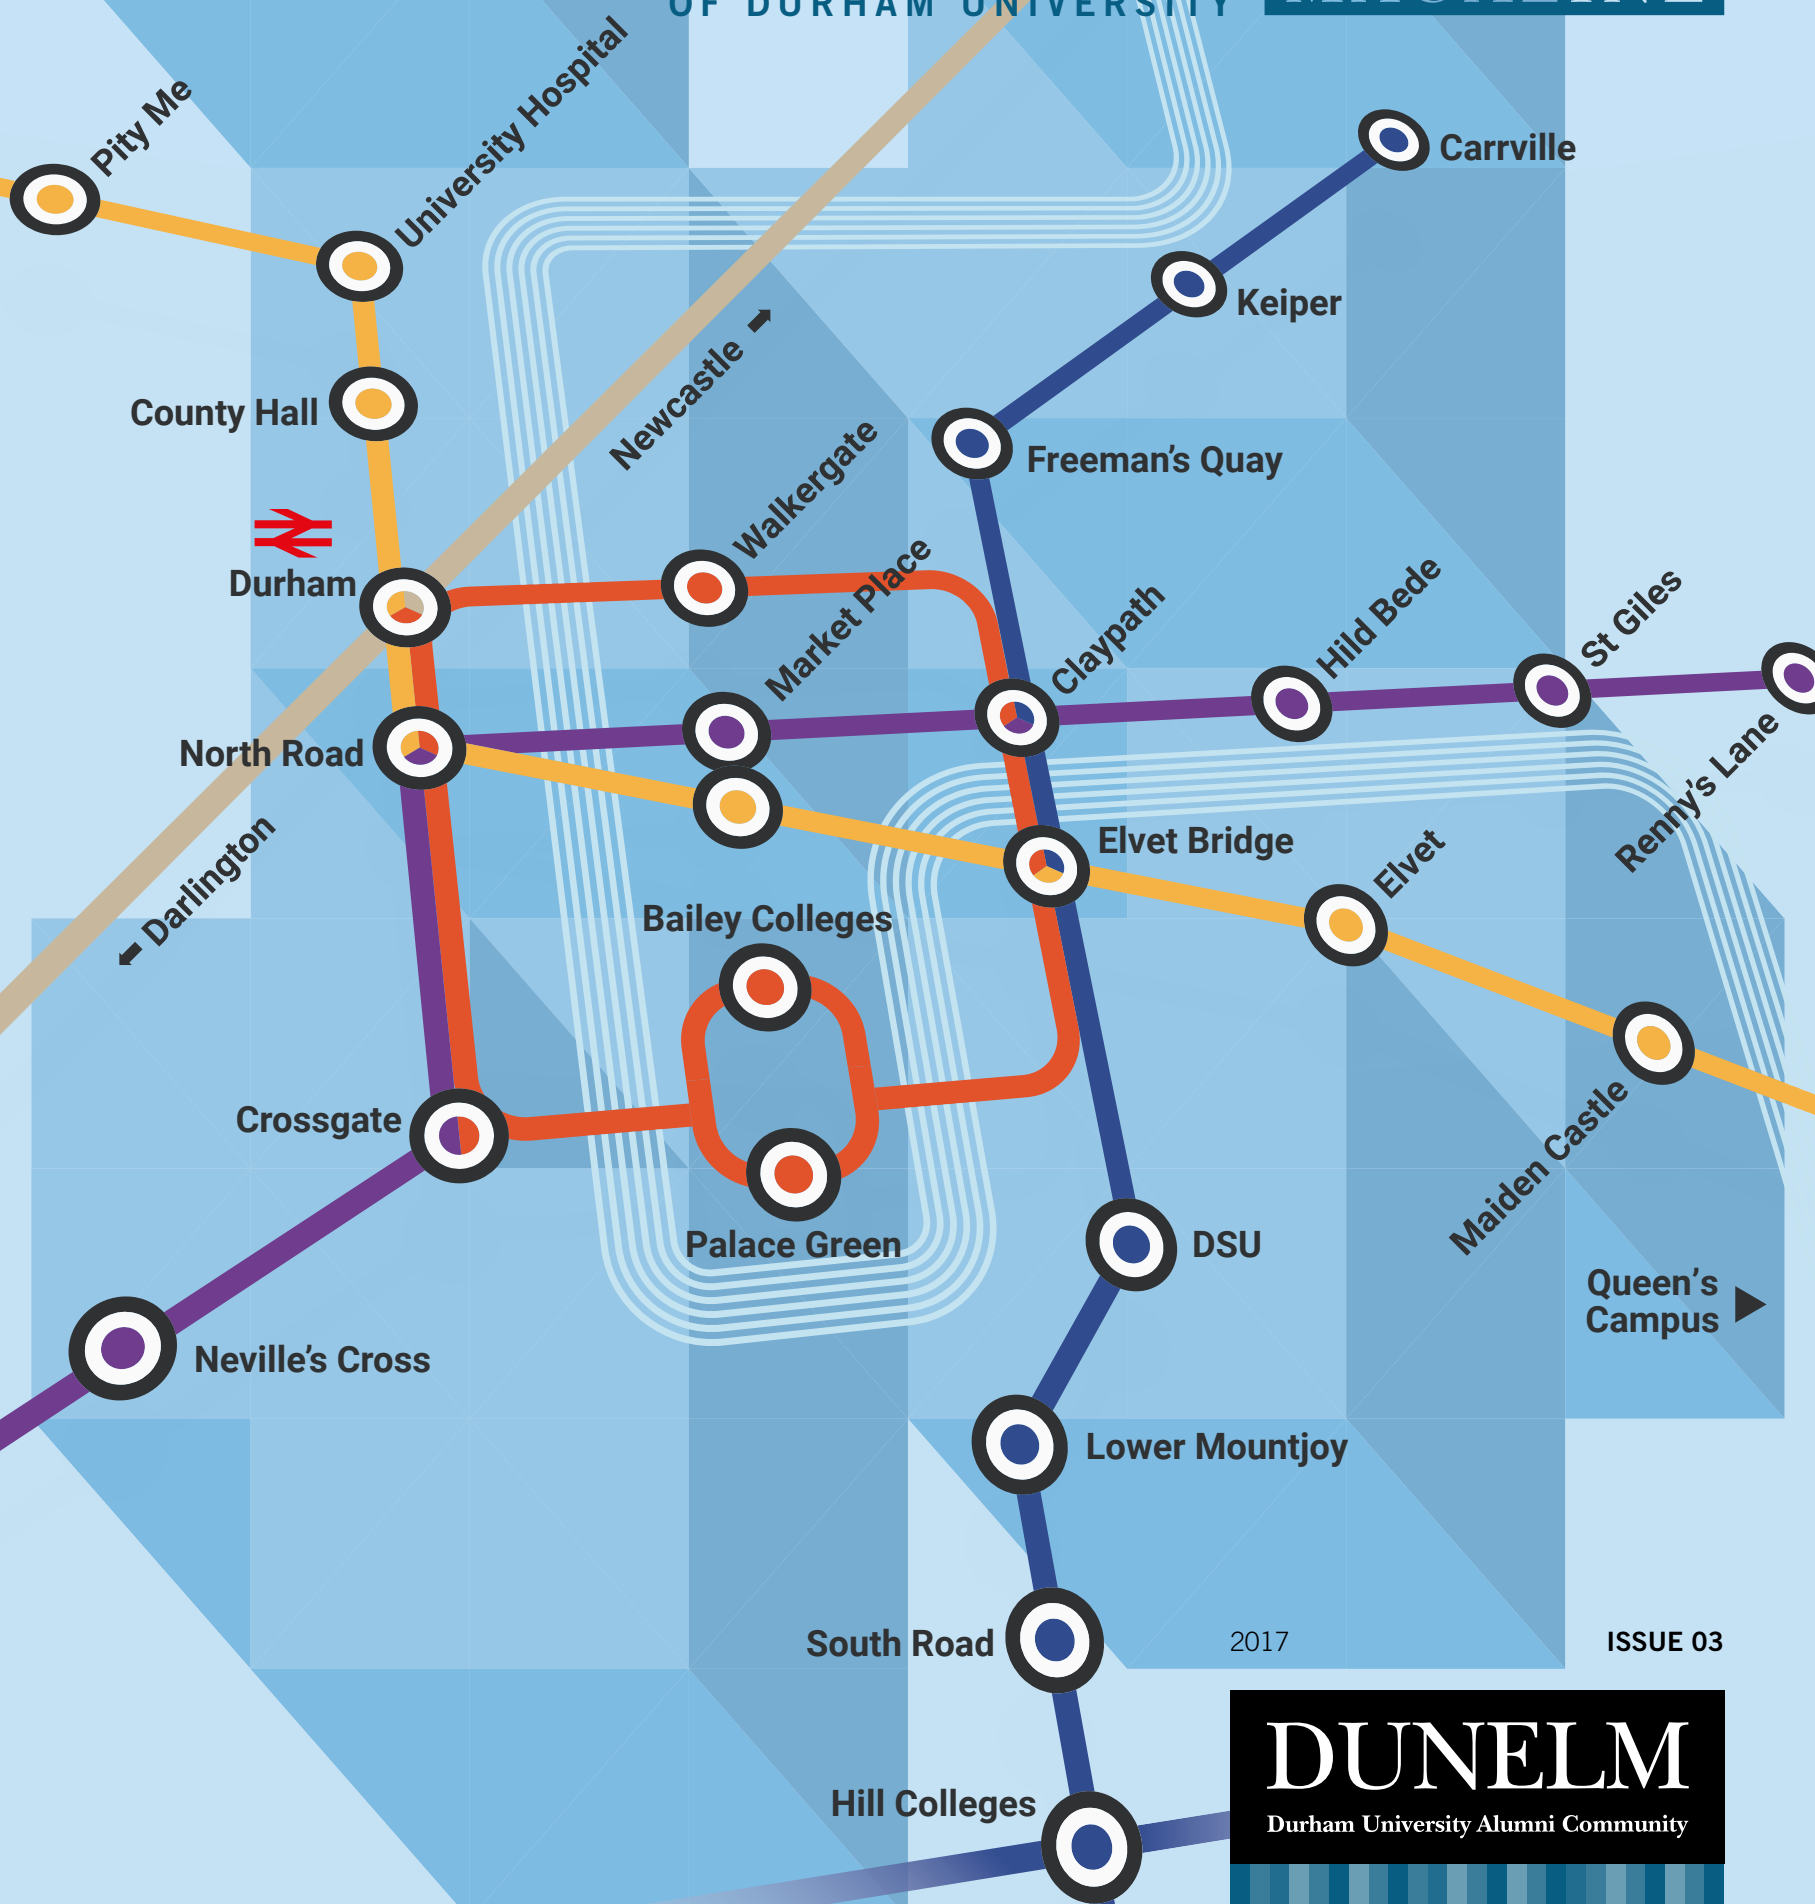 OF DURHAM UNIVERSITY
Pity Me
University Hospital
Carrville
Keiper
County Hall
Newcastle
Walkergate
Freeman's Quay
Durham
Market Place
Claypath
Hild Bede
St Giles
Renny's Lane
North Road
Darlington
Elvet Bridge
Elvet
Bailey Colleges
Crossgate
Palace Green
Maiden Castle
DSU
Queen's
Campus
Neville's Cross
Lower Mountjoy
South Road
2017
ISSUE 03
Hill Colleges
DUNELM
Durham University Alumni Community